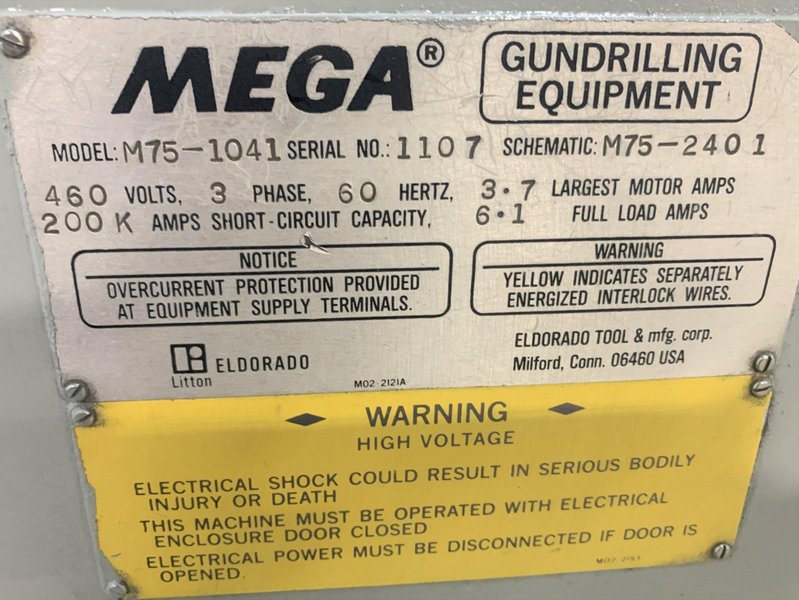 MEGA®
GUNDRILLING
EQUIPMENT
MODEL: M75-1041 SERIAL NO.: 1107 SCHEMATIC: M75-2401
460 VOLTS, 3 PHASE, 60 HERTZ, 3.7 LARGEST MOTOR AMPS
200K AMPS SHORT-CIRCUIT CAPACITY, 6.1 FULL LOAD AMPS
NOTICE
OVERCURRENT PROTECTION PROVIDED
AT EQUIPMENT SUPPLY TERMINALS.
WARNING
YELLOW INDICATES SEPARATELY
ENERGIZED INTERLOCK WIRES.
ELDORADO
Litton
M02-2121A
ELDORADO TOOL & mfg. corp.
Milford, Conn. 06460 USA
WARNING
HIGH VOLTAGE
ELECTRICAL SHOCK COULD RESULT IN SERIOUS BODILY
INJURY OR DEATH
THIS MACHINE MUST BE OPERATED WITH ELECTRICAL
ENCLOSURE DOOR CLOSED
ELECTRICAL POWER MUST BE DISCONNECTED IF DOOR IS
OPENED.